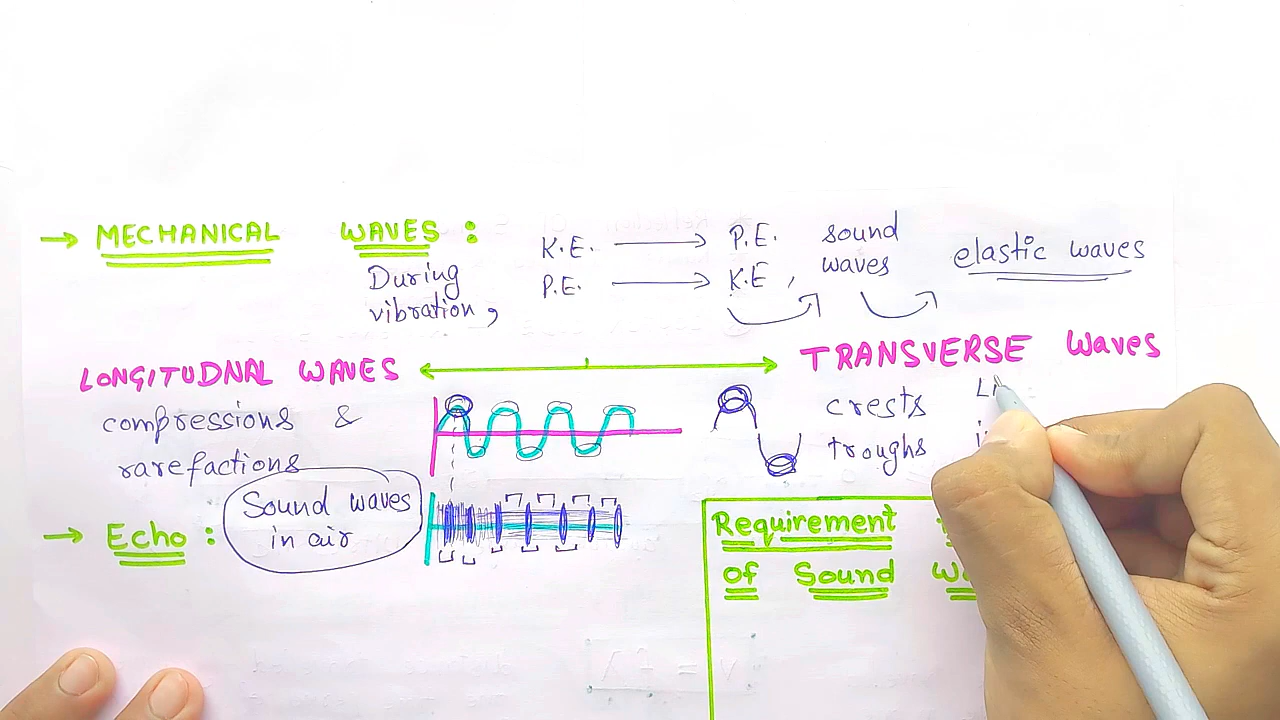 → MECHANICAL WAVES :
During vibration,
K.E. → P.E.
P.E. → K.E ,
sound waves
elastic waves
LONGITUDNAL WAVES
compressions &
rarefactions
Sound waves
in air
TRANSVERSE Waves
crests
troughs
→ Echo :
Requirement
of Sound
V = fλ